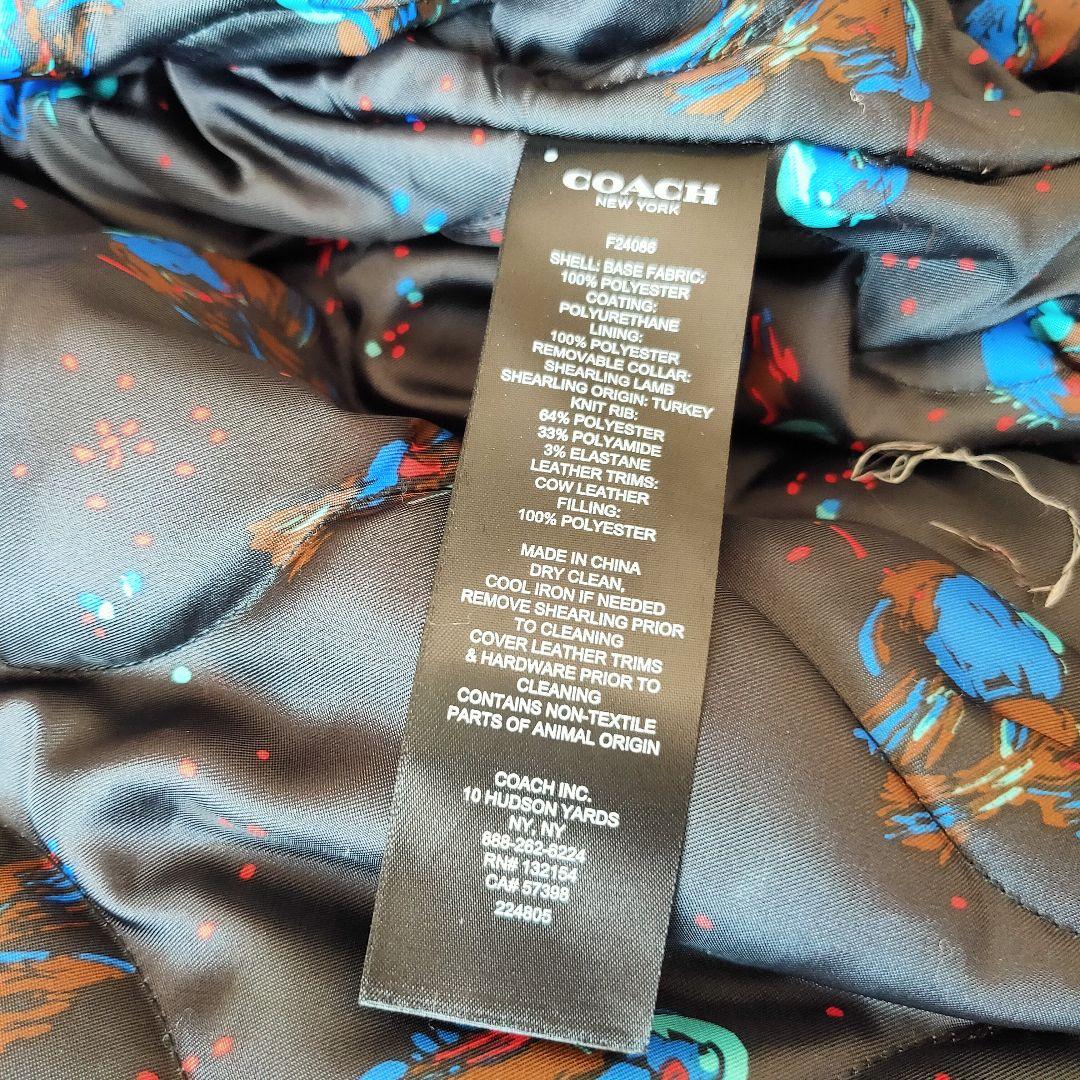 COACH
NEW YORK
F24086
SHELL: BASE FABRIC:
100% POLYESTER
COATING:
POLYURETHANE
LINING:
100% POLYESTER
REMOVABLE COLLAR:
SHEARLING LAMB
SHEARLING ORIGIN: TURKEY
KNIT RIB:
64% POLYESTER
33% POLYAMIDE
3% ELASTANE
LEATHER TRIMS:
COW LEATHER
FILLING:
100% POLYESTER
MADE IN CHINA
DRY CLEAN,
COOL IRON IF NEEDED
REMOVE SHEARLING PRIOR
TO CLEANING
COVER LEATHER TRIMS
& HARDWARE PRIOR TO
CLEANING
CONTAINS NON-TEXTILE
PARTS OF ANIMAL ORIGIN
COACH INC.
10 HUDSON YARDS
NY, NY
888-262-6224
RN# 132154
CA# 57398
224805